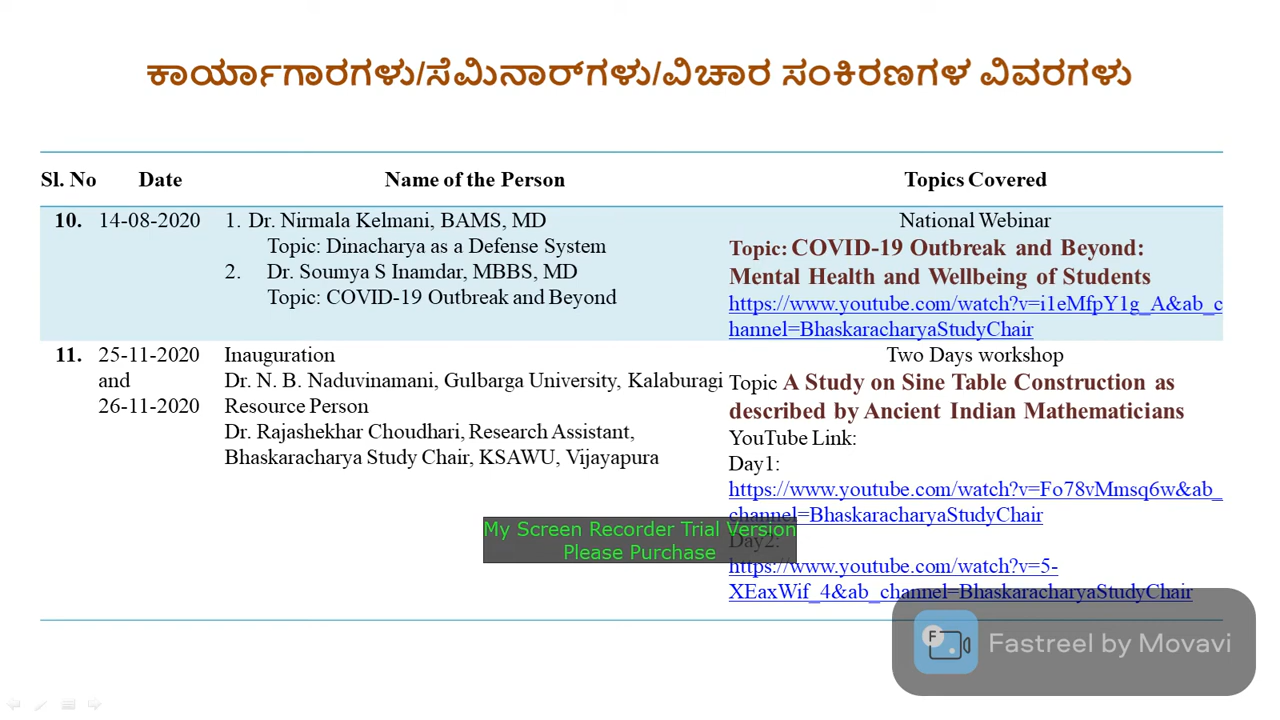 ಕಾರ್ಯಾಗಾರಗಳು/ಸೆಮಿನಾರ್‌ಗಳು/ವಿಚಾರ ಸಂಕಿರಣಗಳ ವಿವರಗಳು
Sl. No Date Name of the Person Topics Covered
10. 14-08-2020 1. Dr. Nirmala Kelmani, BAMS, MD
Topic: Dinacharya as a Defense System
2. Dr. Soumya S Inamdar, MBBS, MD
Topic: COVID-19 Outbreak and Beyond
National Webinar
Topic: COVID-19 Outbreak and Beyond:
Mental Health and Wellbeing of Students
https://www.youtube.com/watch?v=i1eMfpY1g_A&ab_c
hannel=BhaskaracharyaStudyChair
11. 25-11-2020
and
26-11-2020
Inauguration
Dr. N. B. Naduvinamani, Gulbarga University, Kalaburagi
Resource Person
Dr. Rajashekhar Choudhari, Research Assistant,
Bhaskaracharya Study Chair, KSAWU, Vijayapura
Two Days workshop
Topic A Study on Sine Table Construction as
described by Ancient Indian Mathematicians
YouTube Link:
Day1:
https://www.youtube.com/watch?v=Fo78vMmsq6w&ab_
channel=BhaskaracharyaStudyChair
Day2:
https://www.youtube.com/watch?v=5-
XEaxWif_4&ab_channel=BhaskaracharyaStudyChair
My Screen Recorder Trial Version
Please Purchase
F
Fastreel by Movavi